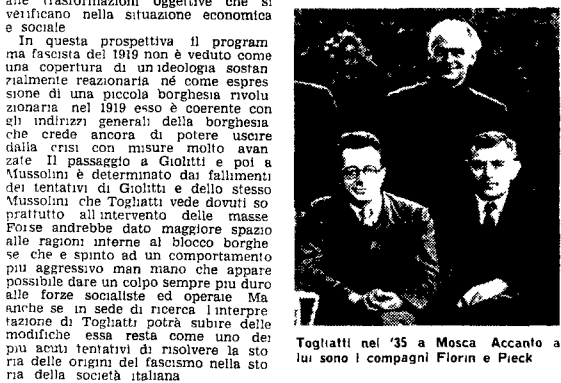 alle trasformazioni oggettive che si
verificano nella situazione economica
e sociale
In questa prospettiva il program
ma fascista del 1919 non è veduto come
una copertura di un ideologia sostan
zialmente reazionaria né come espres
sione di una piccola borghesia rivolu
zionaria nel 1919 esso è coerente con
gli indirizzi generali della borghesia
che crede ancora di potere uscire
dalla crisi con misure molto avan
zate Il passaggio a Giolitti e poi a
Mussolini è determinato dai fallimenti
dei tentativi di Giolitti e dello stesso
Mussolini che Togliatti vede dovuti so
prattutto all intervento delle masse
Forse andrebbe dato maggiore spazio
alle ragioni interne al blocco borghe
se che e spinto ad un comportamento
piu aggressivo man mano che appare
possibile dare un colpo sempre piu duro
alle forze socialiste ed operaie Ma
anche se in sede di ricerca l interpre
tazione di Togliatti potrà subire delle
modifiche essa resta come uno dei
piu acuti tentativi di risolvere la sto
ria delle origini del fascismo nella sto
ria della società italiana
Togliatti nel '35 a Mosca Accanto a
lui sono i compagni Florin e Pieck